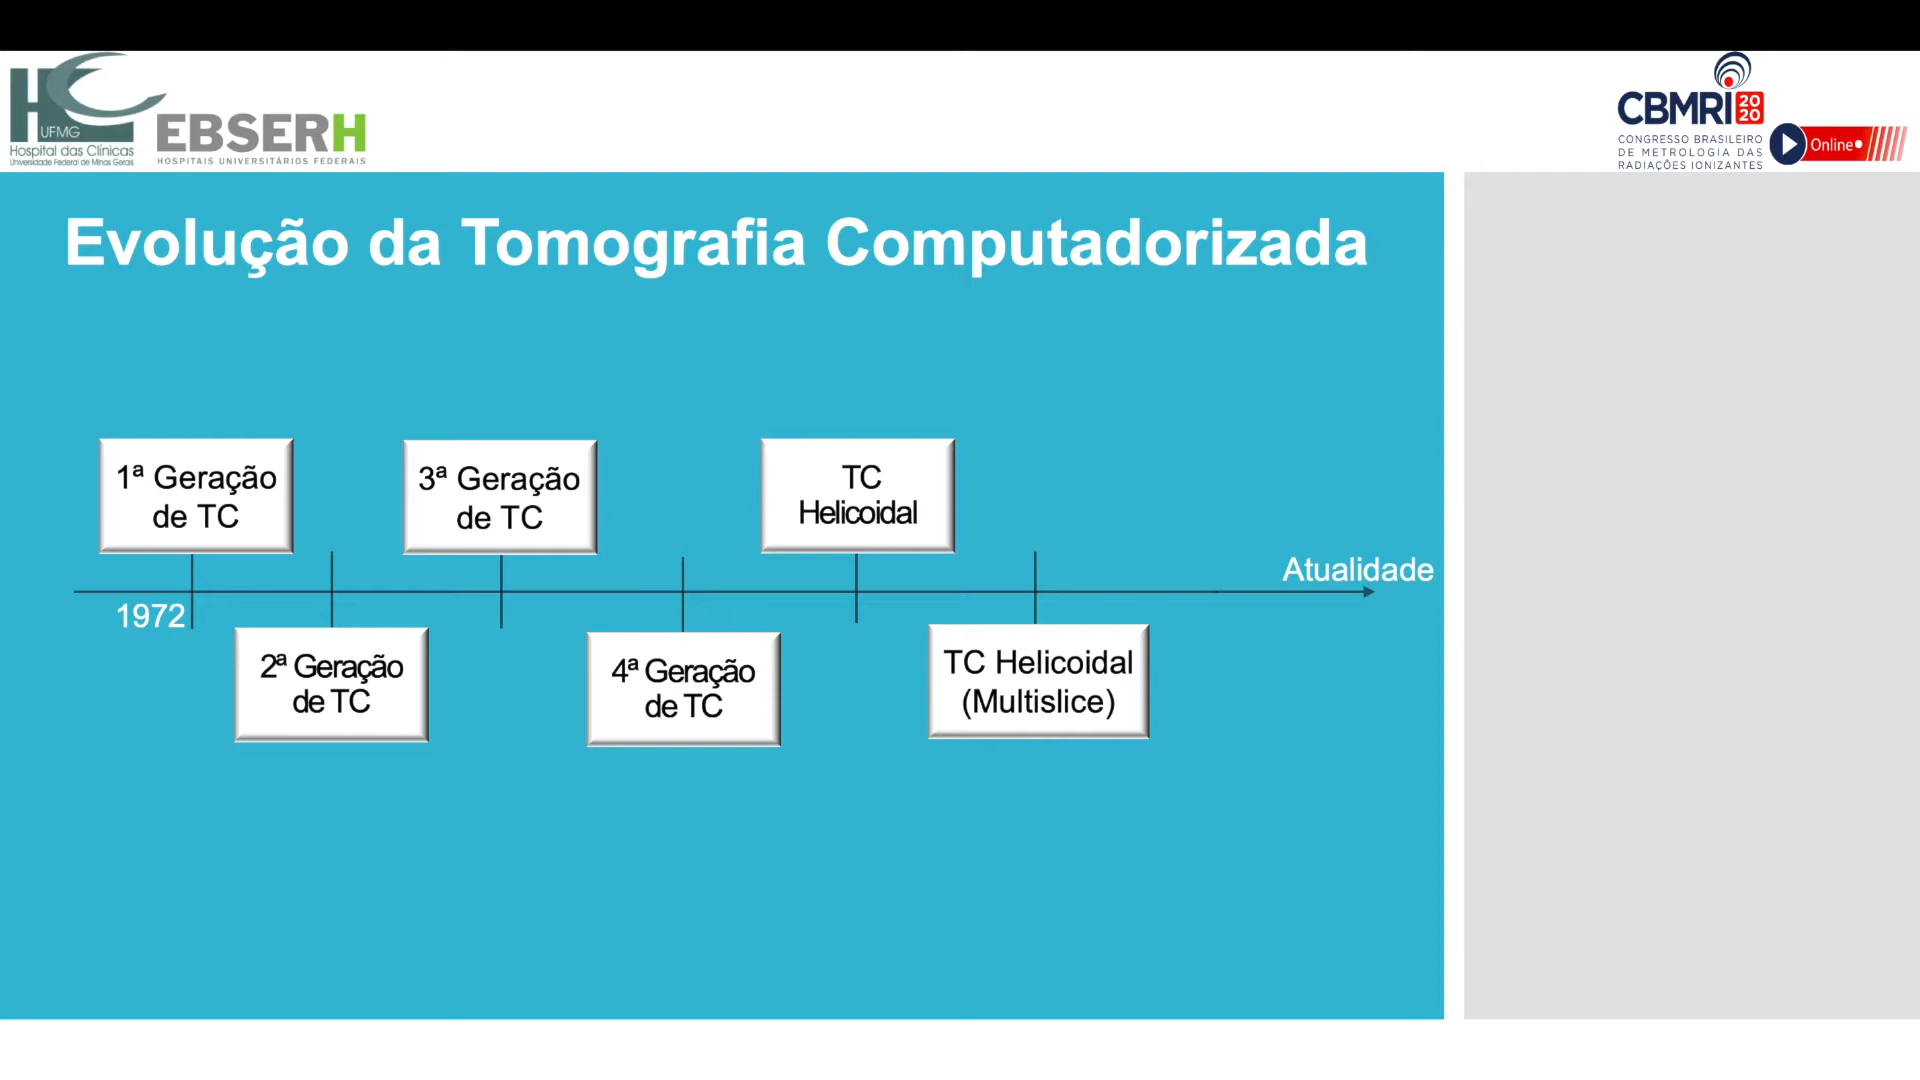 UFMG
Hospital das Clínicas
Universidade Federal de Minas Gerais
EBSERH
HOSPITAIS UNIVERSITÁRIOS FEDERAIS
CBMRI 20
20
CONGRESSO BRASILEIRO
DE METROLOGIA DAS
RADIAÇÕES IONIZANTES
Online
Evolução da Tomografia Computadorizada
1ª Geração
de TC
3ª Geração
de TC
TC
Helicoidal
Atualidade
1972
2ª Geração
de TC
4ª Geração
de TC
TC Helicoidal
(Multislice)